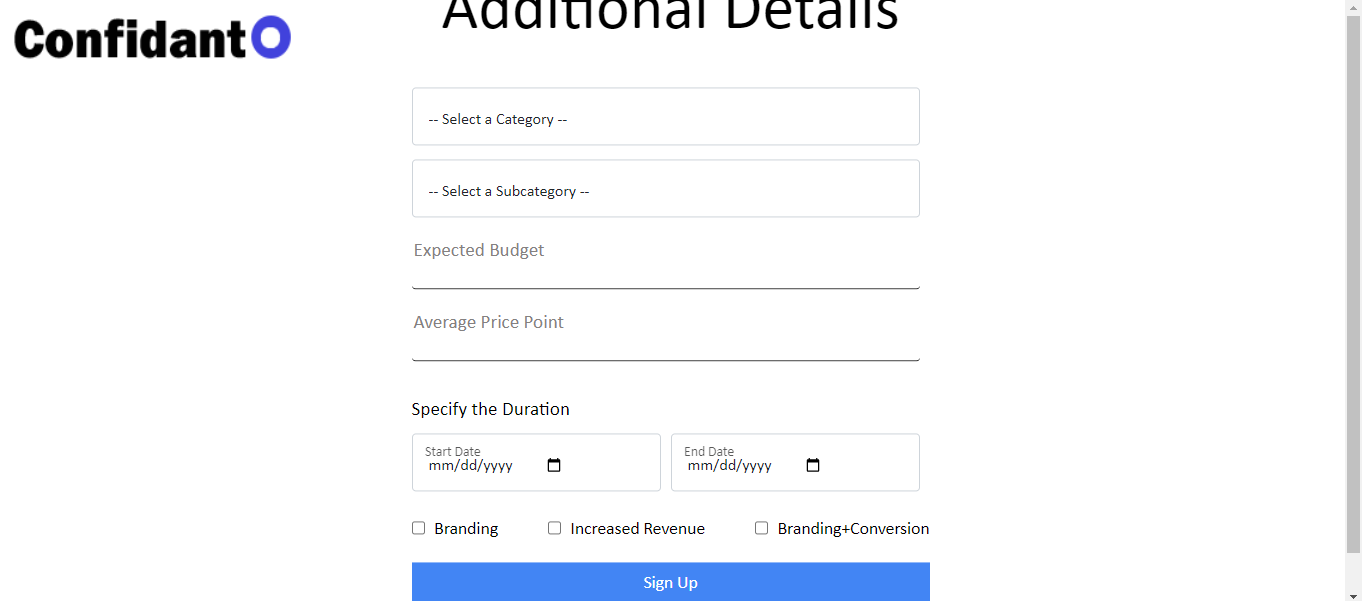 Additional Details
Confidant
-- Select a Category --
-- Select a Subcategory --
Expected Budget
Average Price Point
Specify the Duration
Start Date End Date
mm/dd/yyyy mm/dd/yyyy
Branding Increased Revenue Branding+Conversion
Sign Up